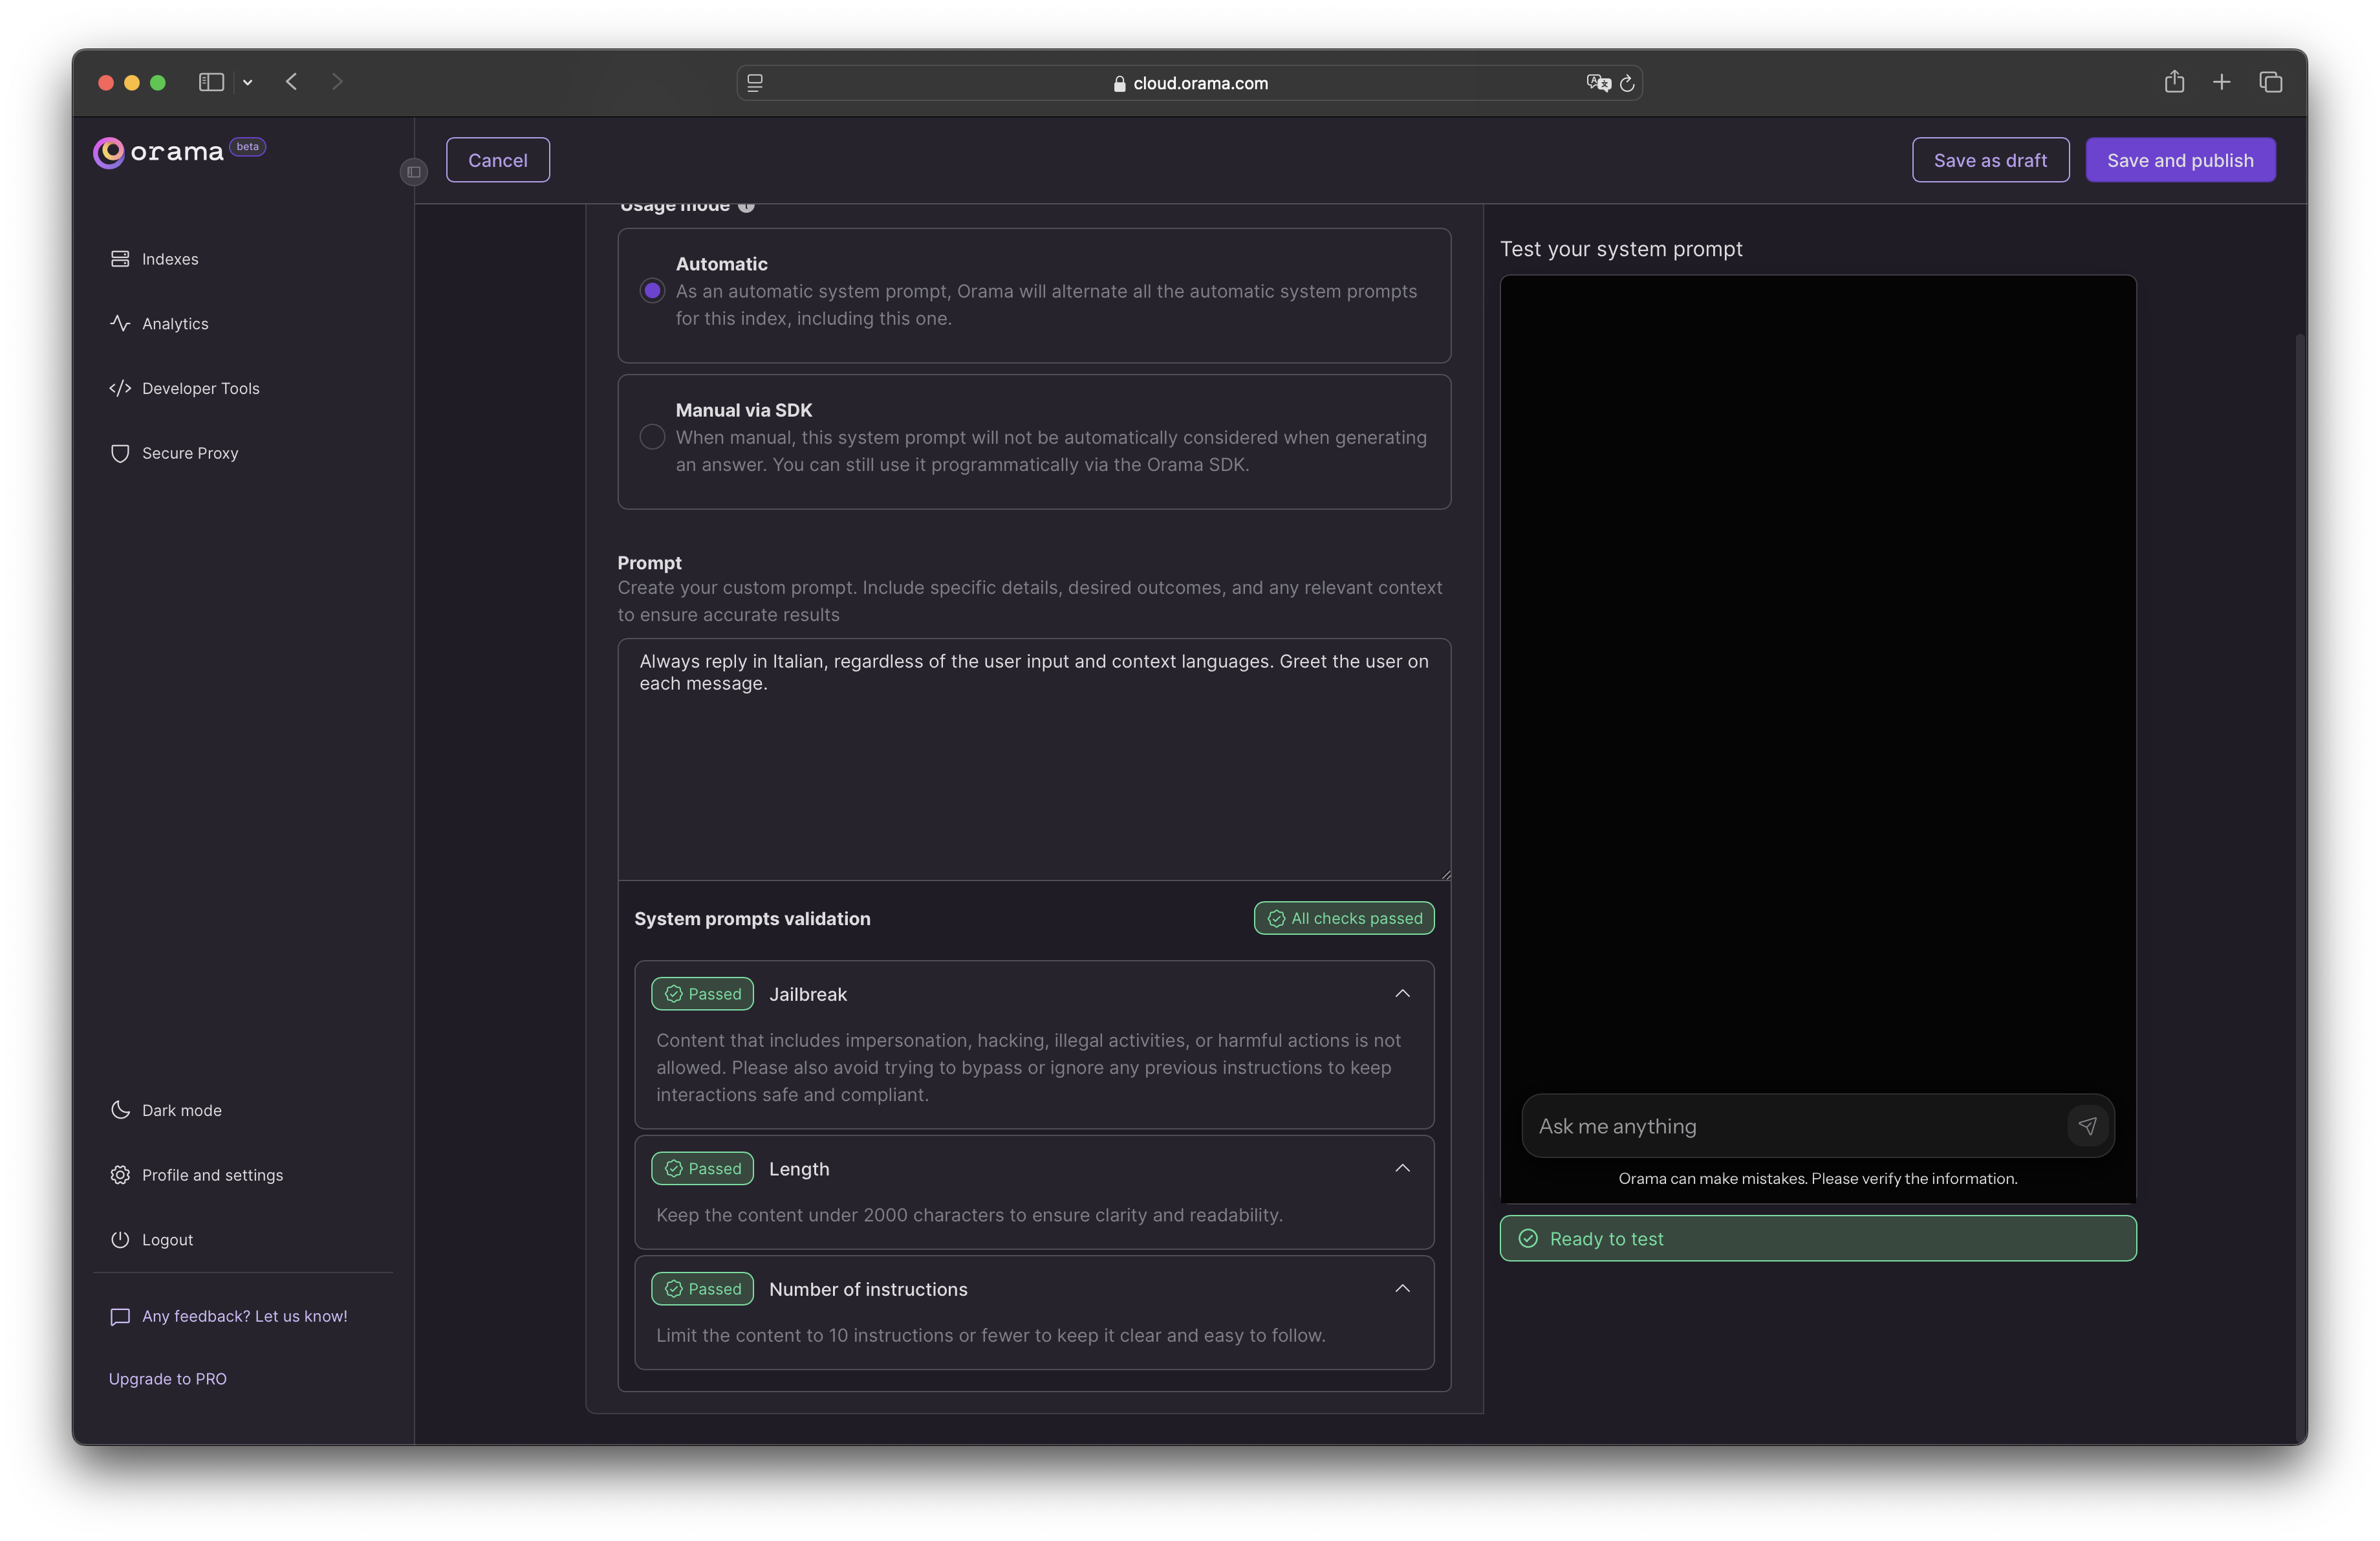 cloud.orama.com
orama beta
Cancel
Save as draft
Save and publish
Indexes
Analytics
Developer Tools
Secure Proxy
Dark mode
Profile and settings
Logout
Any feedback? Let us know!
Upgrade to PRO
Usage mode
Automatic
As an automatic system prompt, Orama will alternate all the automatic system prompts
for this index, including this one.
Manual via SDK
When manual, this system prompt will not be automatically considered when generating
an answer. You can still use it programmatically via the Orama SDK.
Prompt
Create your custom prompt. Include specific details, desired outcomes, and any relevant context
to ensure accurate results
Always reply in Italian, regardless of the user input and context languages. Greet the user on
each message.
System prompts validation
All checks passed
Passed Jailbreak
Content that includes impersonation, hacking, illegal activities, or harmful actions is not
allowed. Please also avoid trying to bypass or ignore any previous instructions to keep
interactions safe and compliant.
Passed Length
Keep the content under 2000 characters to ensure clarity and readability.
Passed Number of instructions
Limit the content to 10 instructions or fewer to keep it clear and easy to follow.
Test your system prompt
Ask me anything
Orama can make mistakes. Please verify the information.
Ready to test